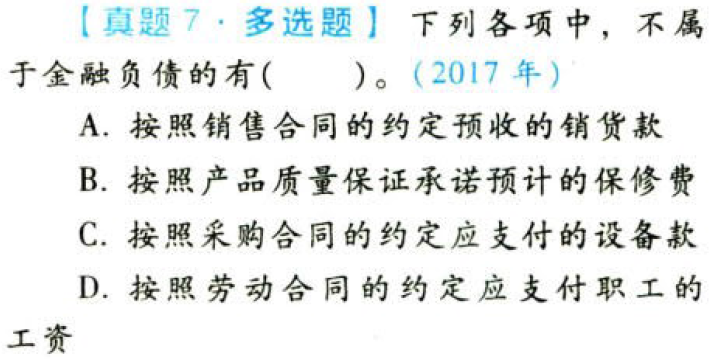 【真题7·多选题】下列各项中，不属
于金融负债的有(　　)。(2017 年)
A. 按照销售合同的约定预收的销货款
B. 按照产品质量保证承诺预计的保修费
C. 按照采购合同的约定应支付的设备款
D. 按照劳动合同的约定应支付职工的
工资